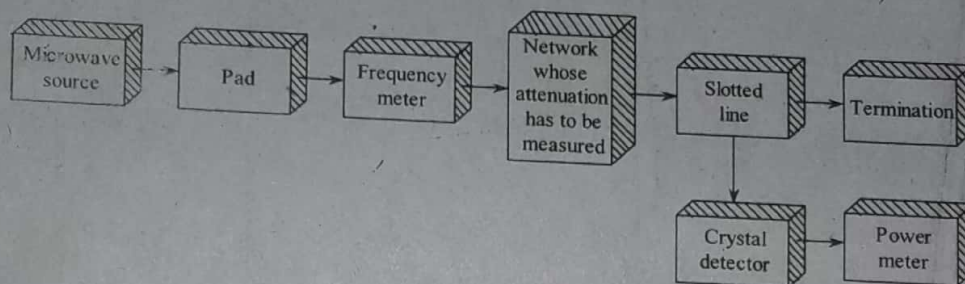 Microwave
source
Pad
Frequency
meter
Network
whose
attenuation
has to be
measured
Slotted
line
Termination
Crystal
detector
Power
meter